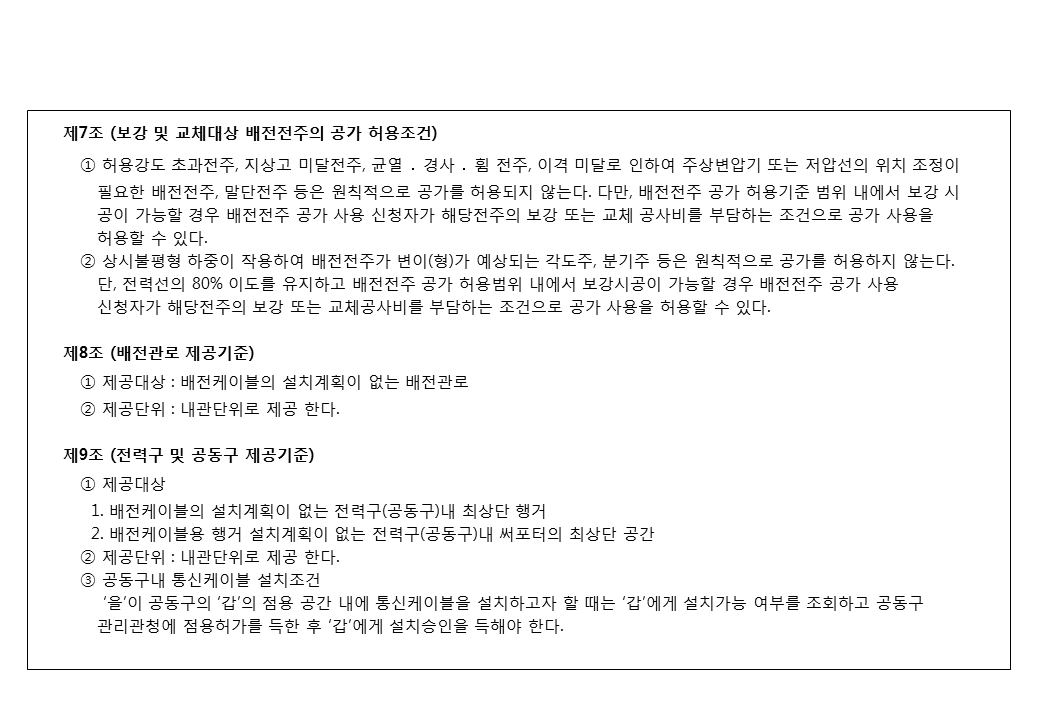 제7조 (보강 및 교체대상 배전전주의 공가 허용조건)
① 허용강도 초과전주, 지상고 미달전주, 균열 . 경사 . 휨 전주, 이격 미달로 인하여 주상변압기 또는 저압선의 위치 조정이
필요한 배전전주, 말단전주 등은 원칙적으로 공가를 허용되지 않는다. 다만, 배전전주 공가 허용기준 범위 내에서 보강 시
공이 가능할 경우 배전전주 공가 사용 신청자가 해당전주의 보강 또는 교체 공사비를 부담하는 조건으로 공가 사용을
허용할 수 있다.
② 상시불평형 하중이 작용하여 배전전주가 변이(형)가 예상되는 각도주, 분기주 등은 원칙적으로 공가를 허용하지 않는다.
단, 전력선의 80% 이도를 유지하고 배전전주 공가 허용범위 내에서 보강시공이 가능할 경우 배전전주 공가 사용
신청자가 해당전주의 보강 또는 교체공사비를 부담하는 조건으로 공가 사용을 허용할 수 있다.
제8조 (배전관로 제공기준)
① 제공대상 : 배전케이블의 설치계획이 없는 배전관로
② 제공단위 : 내관단위로 제공 한다.
제9조 (전력구 및 공동구 제공기준)
① 제공대상
1. 배전케이블의 설치계획이 없는 전력구(공동구)내 최상단 행거
2. 배전케이블용 행거 설치계획이 없는 전력구(공동구)내 써포터의 최상단 공간
② 제공단위 : 내관단위로 제공 한다.
③ 공동구내 통신케이블 설치조건
‘을’이 공동구의 ‘갑’의 점용 공간 내에 통신케이블을 설치하고자 할 때는 ‘갑’에게 설치가능 여부를 조회하고 공동구
관리관청에 점용허가를 득한 후 ‘갑’에게 설치승인을 득해야 한다.